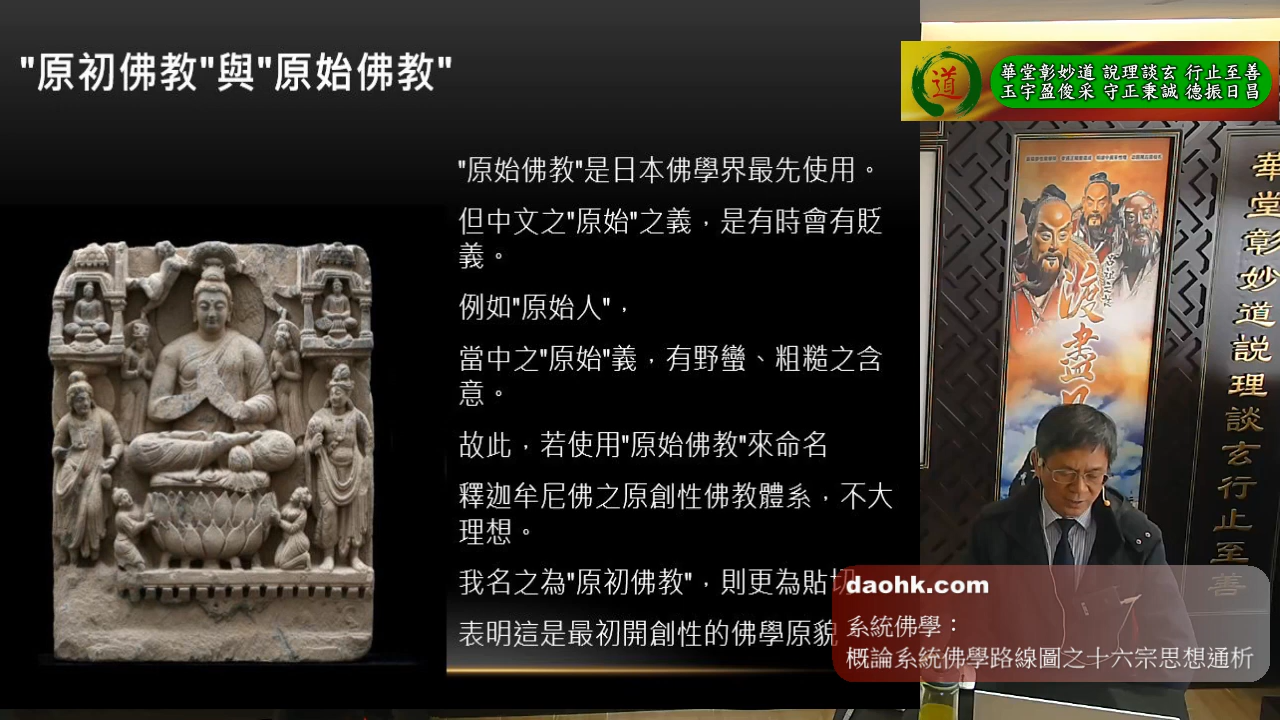 "原初佛教"與"原始佛教"
"原始佛教"是日本佛學界最先使用。
但中文之"原始"之義，是有時會有貶
義。
例如"原始人"，
當中之"原始"義，有野蠻、粗糙之含
意。
故此，若使用"原始佛教"來命名
釋迦牟尼佛之原創性佛教體系，不大
理想。
我名之為"原初佛教"，則更為貼切
表明這是最初開創性的佛學原貌
道
華堂彰妙道 說理談玄 行止至善
玉宇盈俊采 守正秉誠 德振日昌
渡盡
華堂彰妙道說理談玄行止至善
daohk.com
系統佛學：
概論系統佛學路線圖之十六宗思想通析